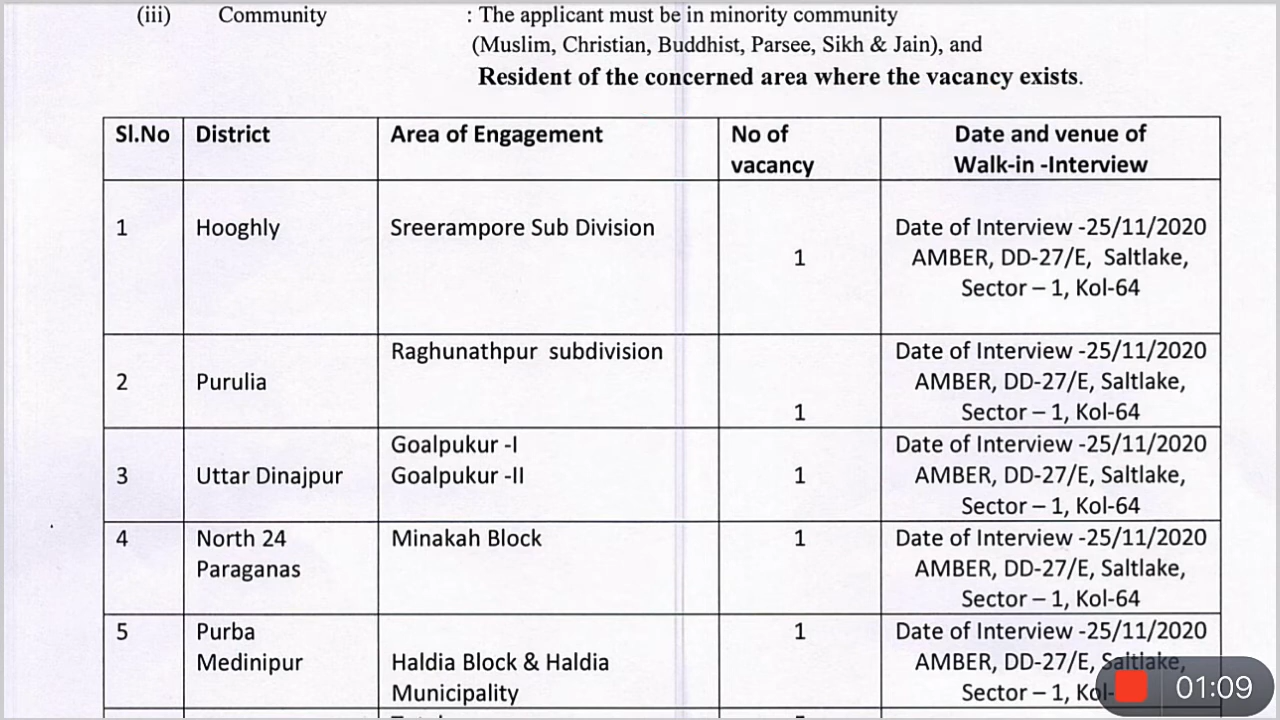 (iii) Community : The applicant must be in minority community
(Muslim, Christian, Buddhist, Parsee, Sikh & Jain), and
Resident of the concerned area where the vacancy exists.
Sl.No District Area of Engagement No of vacancy Date and venue of Walk-in -Interview
1 Hooghly Sreerampore Sub Division 1 Date of Interview -25/11/2020
AMBER, DD-27/E, Saltlake,
Sector – 1, Kol-64
2 Purulia Raghunathpur subdivision 1 Date of Interview -25/11/2020
AMBER, DD-27/E, Saltlake,
Sector – 1, Kol-64
3 Uttar Dinajpur Goalpukur -I
Goalpukur -II 1 Date of Interview -25/11/2020
AMBER, DD-27/E, Saltlake,
Sector – 1, Kol-64
4 North 24
Paraganas Minakah Block 1 Date of Interview -25/11/2020
AMBER, DD-27/E, Saltlake,
Sector – 1, Kol-64
5 Purba
Medinipur Haldia Block & Haldia
Municipality 1 Date of Interview -25/11/2020
AMBER, DD-27/E, Saltlake,
Sector – 1, Kol-
01:09